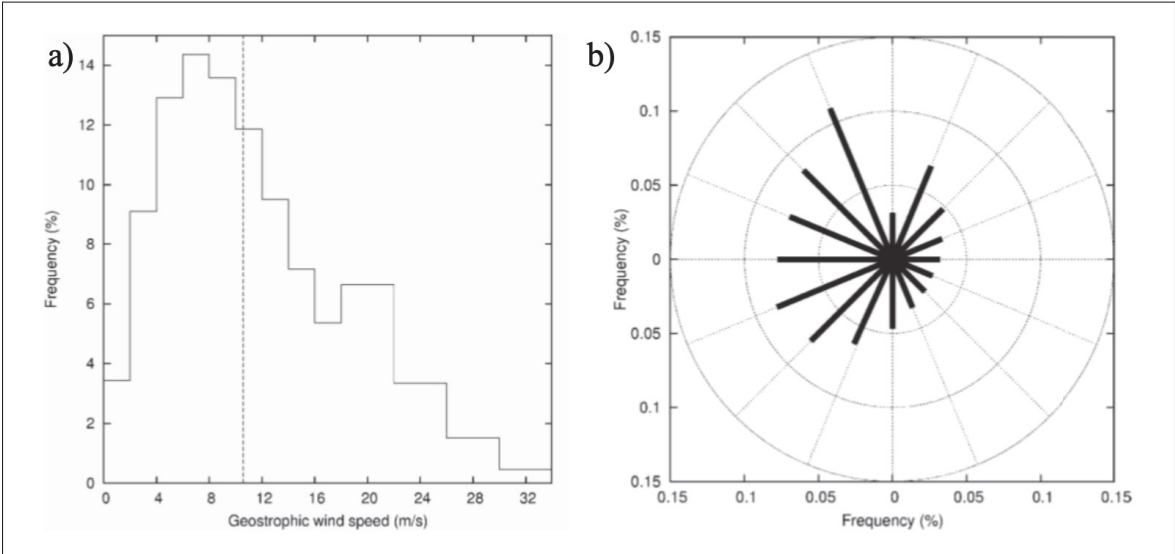 a)
14
12
10
8
6
4
2
0
Frequency (%)
0 4 8 12 16 20 24 28 32
Geostrophic wind speed (m/s)
b)
0.15
0.1
0.05
0
0.05
0.1
0.15
Frequency (%)
0.15 0.1 0.05 0 0.05 0.1 0.15
Frequency (%)